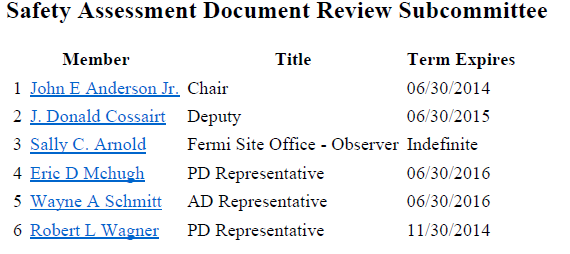 Safety Assessment Document Review Subcommittee
Member Title Term Expires
1 John E Anderson Jr. Chair 06/30/2014
2 J. Donald Cossairt Deputy 06/30/2015
3 Sally C. Arnold Fermi Site Office - Observer Indefinite
4 Eric D Mchugh PD Representative 06/30/2016
5 Wayne A Schmitt AD Representative 06/30/2016
6 Robert L Wagner PD Representative 11/30/2014